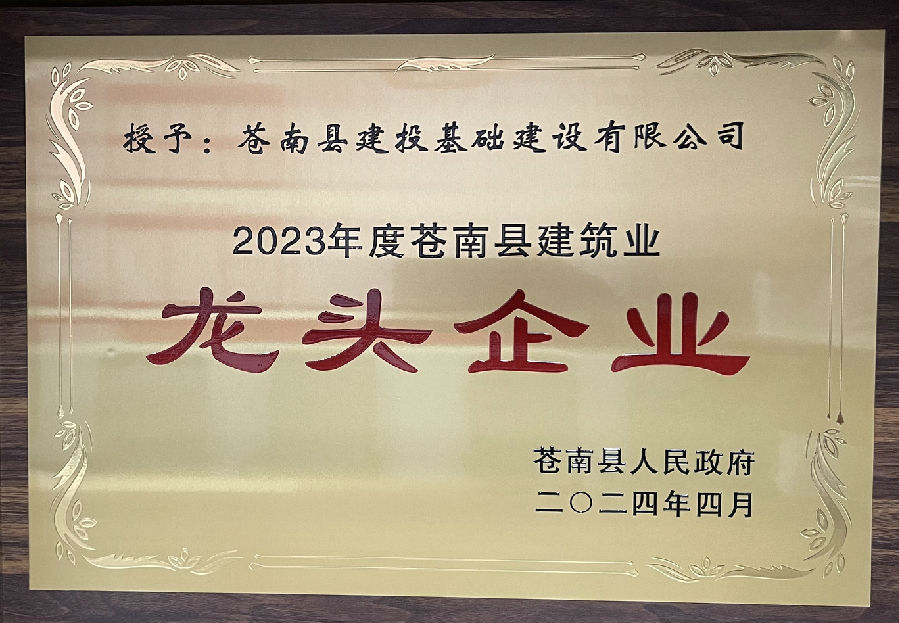 授予：苍南县建投基础建设有限公司
2023年度苍南县建筑业
龙头企业
苍南县人民政府
二〇二四年四月